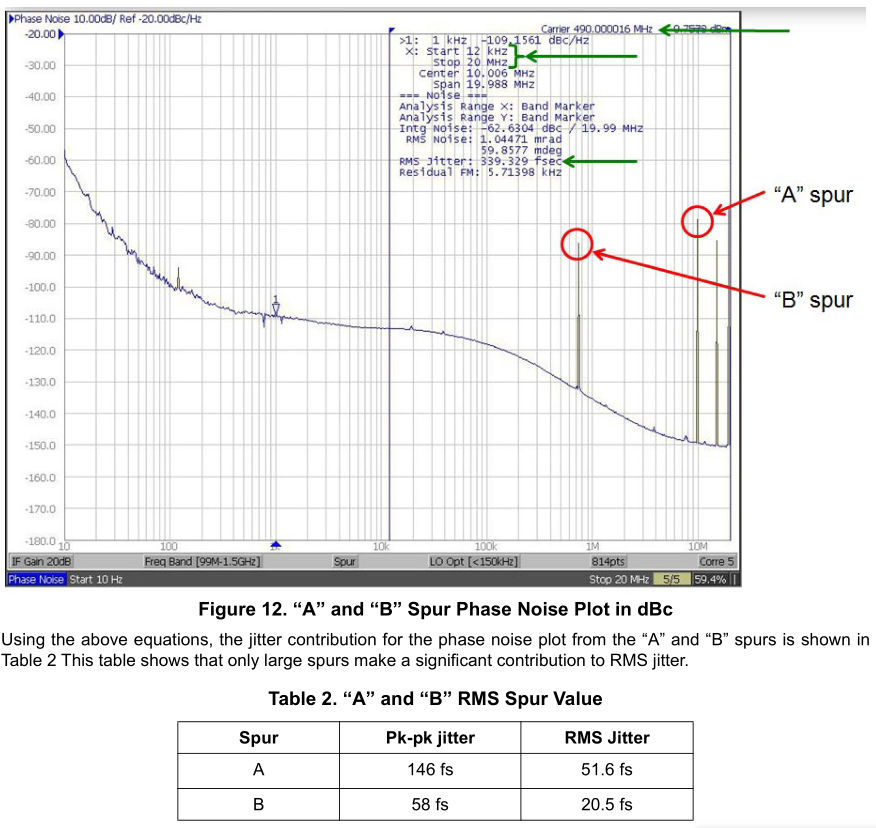 Phase Noise 10.00dB/ Ref -20.00dBc/Hz
Carrier 490.000016 MHz
-20.00
-30.00
-40.00
-50.00
-60.00
-70.00
-80.00
-90.00
-100.0
-110.0
-120.0
-130.0
-140.0
-150.0
-160.0
-170.0
-180.0
>1: 1 kHz -109.1561 dBc/Hz
X: Start 12 kHz
Stop 20 MHz
Center 10.006 MHz
Span 19.988 MHz
=== Noise ===
Analysis Range X: Band Marker
Analysis Range Y: Band Marker
Intg Noise: -62.6304 dBc / 19.99 MHz
RMS Noise: 1.04471 mrad
59.8577 mdeg
RMS Jitter: 339.329 fsec
Residual FM: 5.71398 kHz
“A” spur
“B” spur
1
10 100 10k 100k 1M 10M
IF Gain 20dB Freq Band [99M-1.5GHz] Spur LO Opt [<150kHz] 814pts Corre 5
Phase Noise Start 10 Hz Stop 20 MHz 5/5 59.4%
Figure 12. “A” and “B” Spur Phase Noise Plot in dBc
Using the above equations, the jitter contribution for the phase noise plot from the “A” and “B” spurs is shown in
Table 2 This table shows that only large spurs make a significant contribution to RMS jitter.
Table 2. “A” and “B” RMS Spur Value
Spur Pk-pk jitter RMS Jitter
A 146 fs 51.6 fs
B 58 fs 20.5 fs